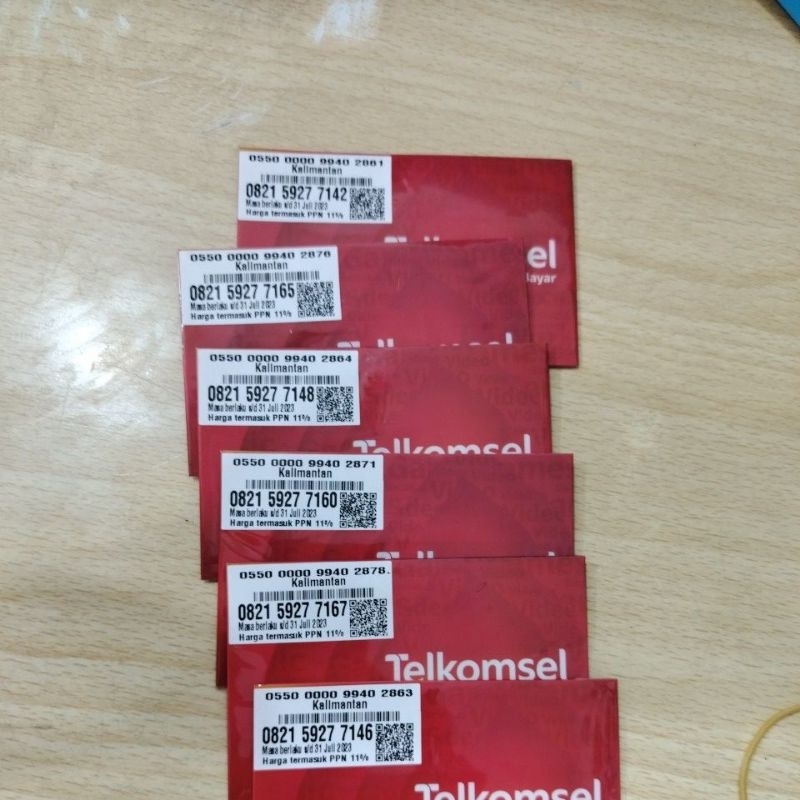 0550 0000 9940 2861
Kalimantan
0821 5927 7142
Masa berlaku s/d 31 Juli 2023
Harga termasuk PPN 11%
Bayar
0550 0000 9940 2876
Kalimantan
0821 5927 7165
Masa berlaku s/d 31 Juli 2023
Harga termasuk PPN 11%
Telkomsel
0550 0000 9940 2864
Kalimantan
0821 5927 7148
Masa berlaku s/d 31 Juli 2023
Harga termasuk PPN 11%
Telkomsel
0550 0000 9940 2871
Kalimantan
0821 5927 7160
Masa berlaku s/d 31 Juli 2023
Harga termasuk PPN 11%
Telkomsel
0550 0000 9940 2878.
Kalimantan
0821 5927 7167
Masa berlaku s/d 31 Juli 2023
Harga termasuk PPN 11%
Telkomsel
0550 0000 9940 2863
Kalimantan
0821 5927 7146
Masa berlaku s/d 31 Juli 2023
Harga termasuk PPN 11%
Telkomsel